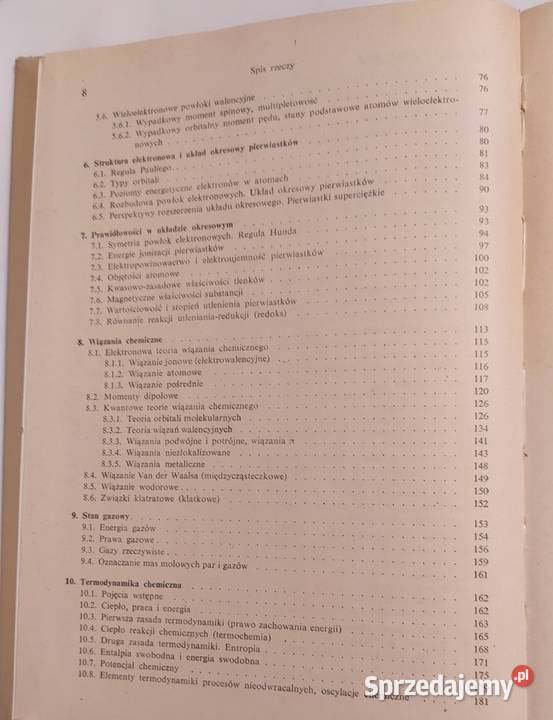 8
Spis rzeczy
5.6. Wieloelektronowe powłoki walencyjne 76
5.6.1. Wypadkowy moment spinowy, multipletowość 76
5.6.2. Wypadkowy orbitalny moment pędu, stany podstawowe atomów wieloelektro-
nowych 77
6. Struktura elektronowa i układ okresowy pierwiastków 80
6.1. Reguła Pauliego 80
6.2. Typy orbitali 81
6.3. Poziomy energetyczne elektronów w atomach 83
6.4. Rozbudowa powłok elektronowych. Układ okresowy pierwiastków 84
6.5. Perspektywy rozszerzenia układu okresowego. Pierwiastki superciężkie 90
7. Prawidłowości w układzie okresowym 93
7.1. Symetria powłok elektronowych. Reguła Hunda 93
7.2. Energie jonizacji pierwiastków 94
7.3. Elektropowinowactwo i elektroujemność pierwiastków 97
7.4. Objętości atomowe 100
7.5. Kwasowo-zasadowe właściwości tlenków 102
7.6. Magnetyczne właściwości substancji 102
7.7. Wartościowość i stopień utlenienia pierwiastków 105
7.8. Równanie reakcji utleniania-redukcji (redoks) 108
8. Wiązania chemiczne 113
8.1. Elektronowa teoria wiązania chemicznego 115
8.1.1. Wiązanie jonowe (elektrowalencyjne) 115
8.1.2. Wiązanie atomowe 116
8.1.3. Wiązanie pośrednie 117
8.2. Momenty dipolowe 120
8.3. Kwantowe teorie wiązania chemicznego 126
8.3.1. Teoria orbitali molekularnych 126
8.3.2. Teoria wiązań walencyjnych 134
8.3.3. Wiązania podwójne i potrójne, wiązania π 141
8.3.4. Wiązania niezlokalizowane 143
8.3.5. Wiązania metaliczne 148
8.4. Wiązanie Van der Waalsa (międzycząsteczkowe) 149
8.5. Wiązanie wodorowe 150
8.6. Związki klatratowe (klatkowe) 152
9. Stan gazowy 153
9.1. Energia gazów 154
9.2. Prawa gazowe 156
9.3. Gazy rzeczywiste 159
9.4. Oznaczanie mas molowych par i gazów 161
10. Termodynamika chemiczna 162
10.1. Pojęcia wstępne 162
10.2. Ciepło, praca i energia 163
10.3. Pierwsza zasada termodynamiki (prawo zachowania energii) 165
10.4. Ciepło reakcji chemicznych (termochemia) 168
10.5. Druga zasada termodynamiki. Entropia 171
10.6. Entalpia swobodna i energia swobodna 175
10.7. Potencjał chemiczny
10.8. Elementy termodynamiki procesów nieodwracalnych, oscylacje chemiczne 181
Sprzedajemy.pl